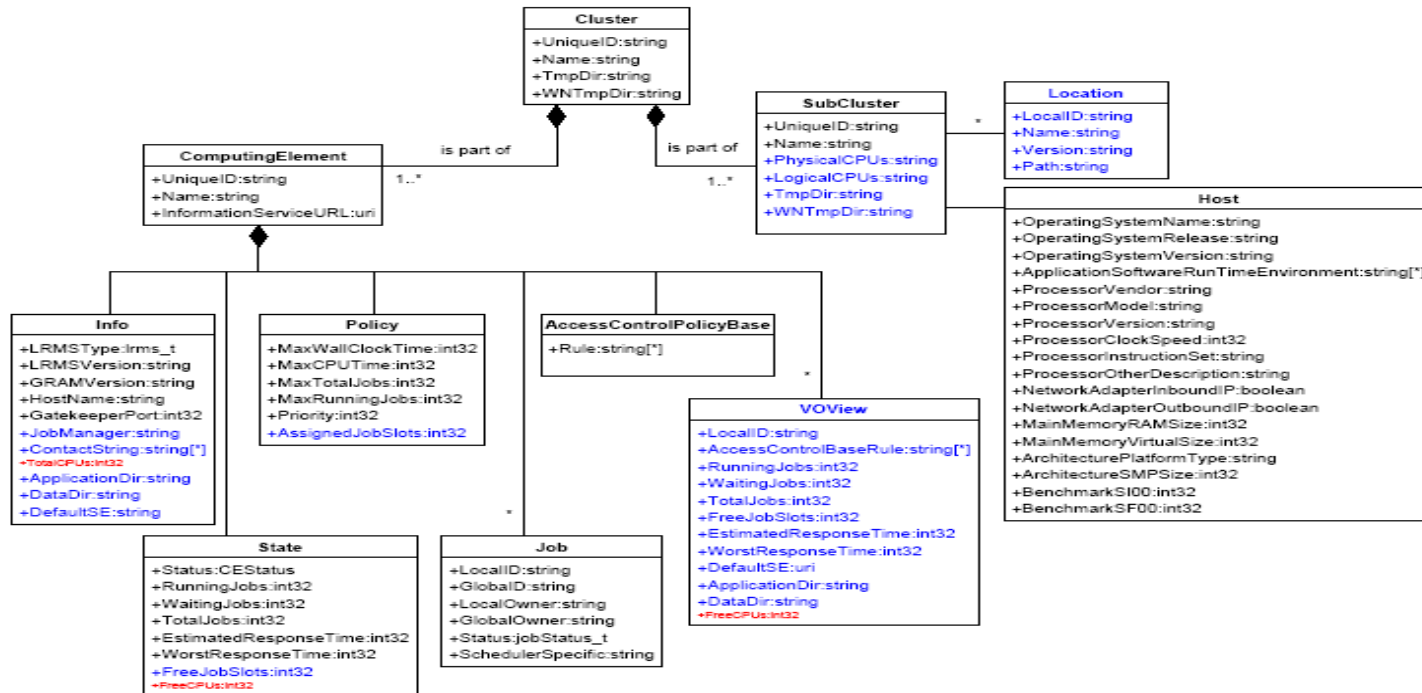 Cluster
+UniqueID:string
+Name:string
+TmpDir:string
+WNTmpDir:string
is part of
1..*
is part of
1..*
SubCluster
+UniqueID:string
+Name:string
+PhysicalCPUs:string
+LogicalCPUs:string
+TmpDir:string
+WNTmpDir:string
*
Location
+LocalID:string
+Name:string
+Version:string
+Path:string
ComputingElement
+UniqueID:string
+Name:string
+InformationServiceURL:uri
Host
+OperatingSystemName:string
+OperatingSystemRelease:string
+OperatingSystemVersion:string
+ApplicationSoftwareRunTimeEnvironment:string[*]
+ProcessorVendor:string
+ProcessorModel:string
+ProcessorVersion:string
+ProcessorClockSpeed:int32
+ProcessorInstructionSet:string
+ProcessorOtherDescription:string
+NetworkAdapterInboundIP:boolean
+NetworkAdapterOutboundIP:boolean
+MainMemoryRAMSize:int32
+MainMemoryVirtualSize:int32
+ArchitecturePlatformType:string
+ArchitectureSMPSize:int32
+BenchmarkSI00:int32
+BenchmarkSF00:int32
Info
+LRMSType:lrms_t
+LRMSVersion:string
+GRAMVersion:string
+HostName:string
+GatekeeperPort:int32
+JobManager:string
+ContactString:string[*]
+TotalCPUs:int32
+ApplicationDir:string
+DataDir:string
+DefaultSE:string
Policy
+MaxWallClockTime:int32
+MaxCPUTime:int32
+MaxTotalJobs:int32
+MaxRunningJobs:int32
+Priority:int32
+AssignedJobSlots:int32
AccessControlPolicyBase
+Rule:string[*]
*
VOView
+LocalID:string
+AccessControlBaseRule:string[*]
+RunningJobs:int32
+WaitingJobs:int32
+TotalJobs:int32
+FreeJobSlots:int32
+EstimatedResponseTime:int32
+WorstResponseTime:int32
+DefaultSE:uri
+ApplicationDir:string
+DataDir:string
+FreeCPUs:int32
State
+Status:CEStatus
+RunningJobs:int32
+WaitingJobs:int32
+TotalJobs:int32
+EstimatedResponseTime:int32
+WorstResponseTime:int32
+FreeJobSlots:int32
+FreeCPUs:int32
*
Job
+LocalID:string
+GlobalID:string
+LocalOwner:string
+GlobalOwner:string
+Status:jobStatus_t
+SchedulerSpecific:string